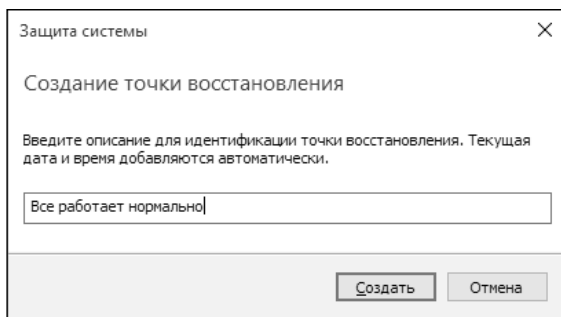 Защита системы
Создание точки восстановления
Введите описание для идентификации точки восстановления. Текущая
дата и время добавляются автоматически.
Все работает нормально
Создать Отмена